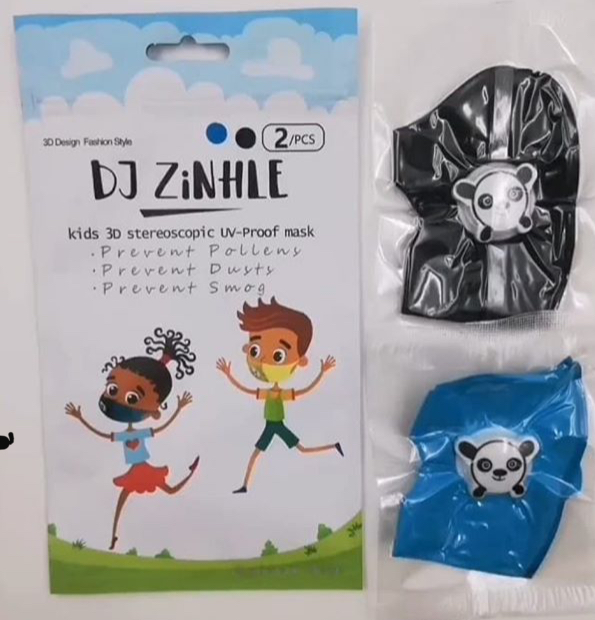 2/PCS
3D Design Fashion Style
DJ ZiNHLE
kids 3D stereoscopic UV-Proof mask
·Prevent Pollens
·Prevent Dusts
·Prevent Smog